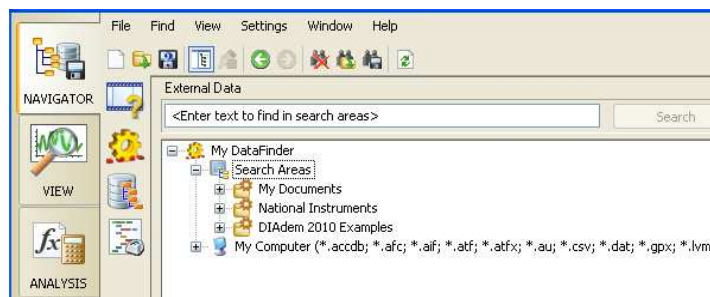 File Find View Settings Window Help
NAVIGATOR
External Data
<Enter text to find in search areas> Search
My DataFinder
Search Areas
My Documents
National Instruments
DIAdem 2010 Examples
My Computer (*.accdb; *.afc; *.aif; *.atf; *.atfx; *.au; *.csv; *.dat; *.gpx; *.lvm
VIEW
ANALYSIS